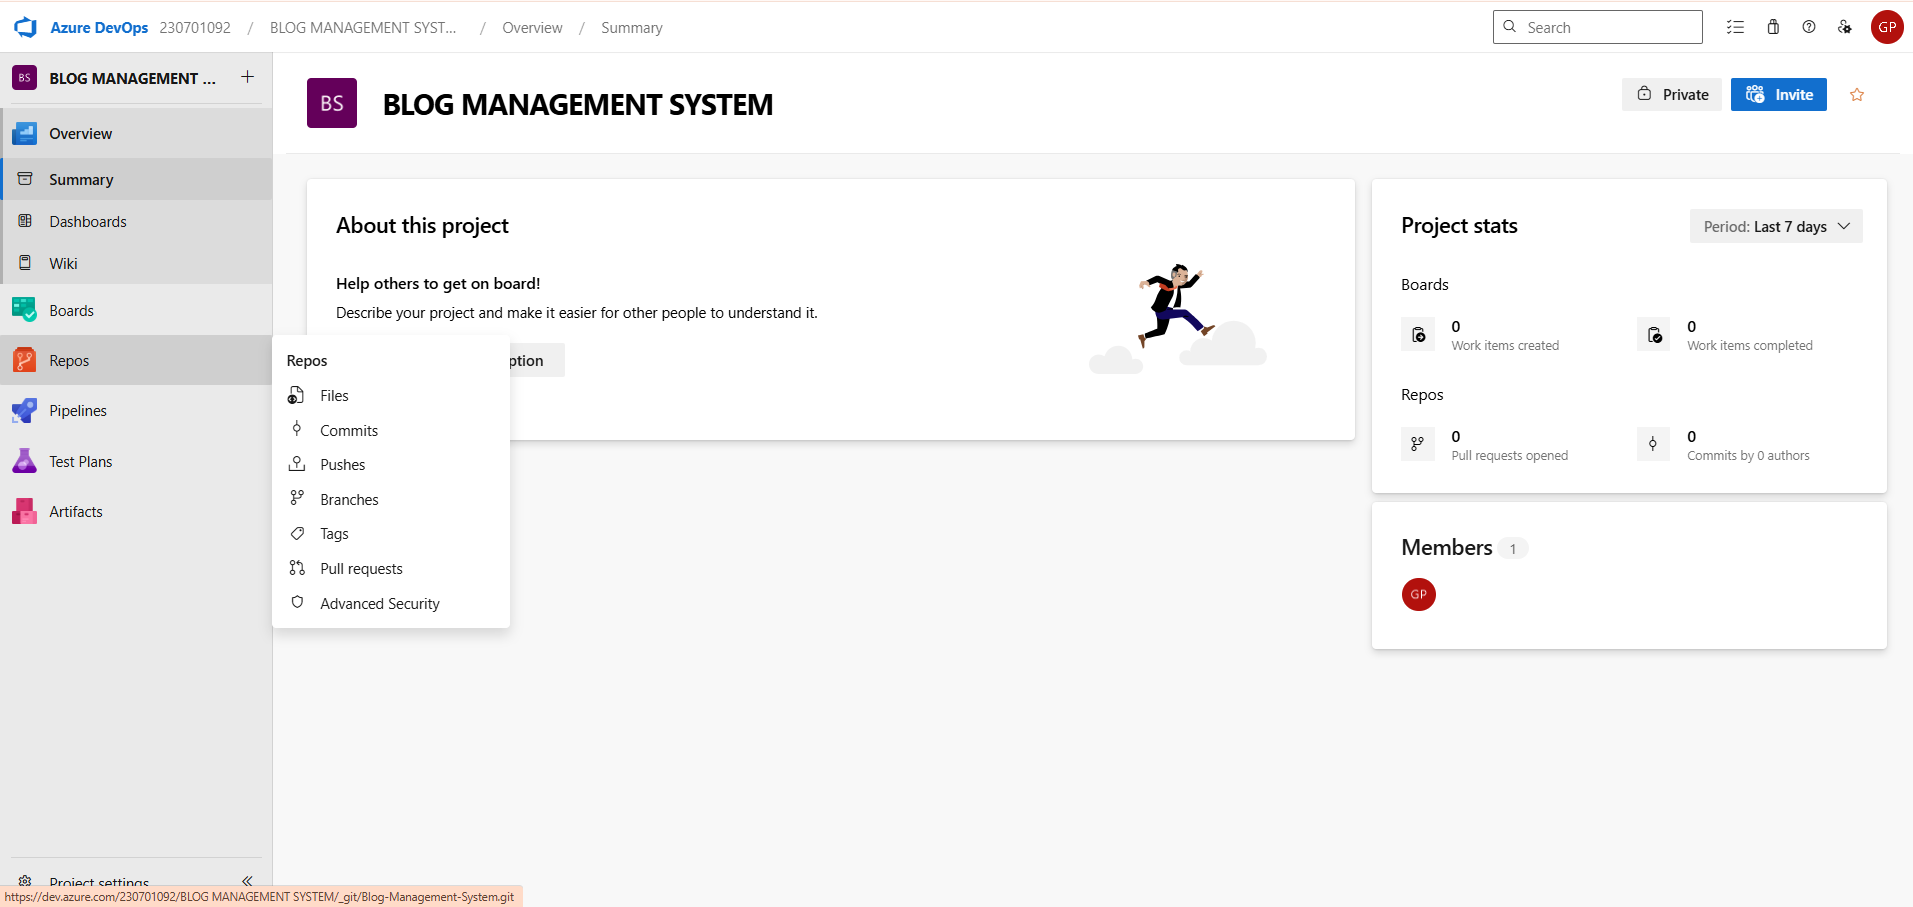 Azure DevOps 230701092 / BLOG MANAGEMENT SYST... / Overview / Summary
Search
GP
BS BLOG MANAGEMENT ... +
Overview
Summary
Dashboards
Wiki
Boards
Repos
Pipelines
Test Plans
Artifacts
Project settings
Repos
Files
Commits
Pushes
Branches
Tags
Pull requests
Advanced Security
BS BLOG MANAGEMENT SYSTEM
Private
Invite
About this project
Help others to get on board!
Describe your project and make it easier for other people to understand it.
ption
Project stats
Period: Last 7 days
Boards
0
Work items created
0
Work items completed
Repos
0
Pull requests opened
0
Commits by 0 authors
Members 1
GP
https://dev.azure.com/230701092/BLOG MANAGEMENT SYSTEM/_git/Blog-Management-System.git